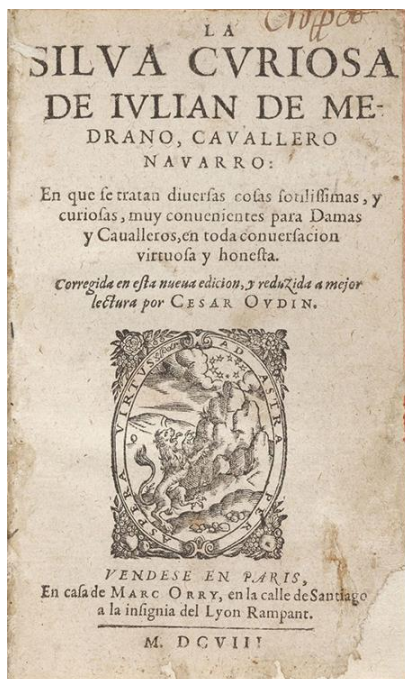 LA
SILVA CVRIOSA
DE IVLIAN DE ME-
DRANO, CAVALLERO
NAVARRO:
En que ſe tratan diuerſas coſas ſotiliſſimas, y
curioſas, muy conuenientes para Damas
y Caualleros, en toda conuerſacion
virtuoſa y honeſta.
Corregida en eſta nueua edicion, y reduzida a mejor
lectura por CESAR OVDIN.
VIRTVS AD ASTRA PER ASPERA
VENDESE EN PARIS,
En caſa de MARC ORRY, en la calle de Santiago
a la inſignia del Lyon Rampant.
M. DCVIII